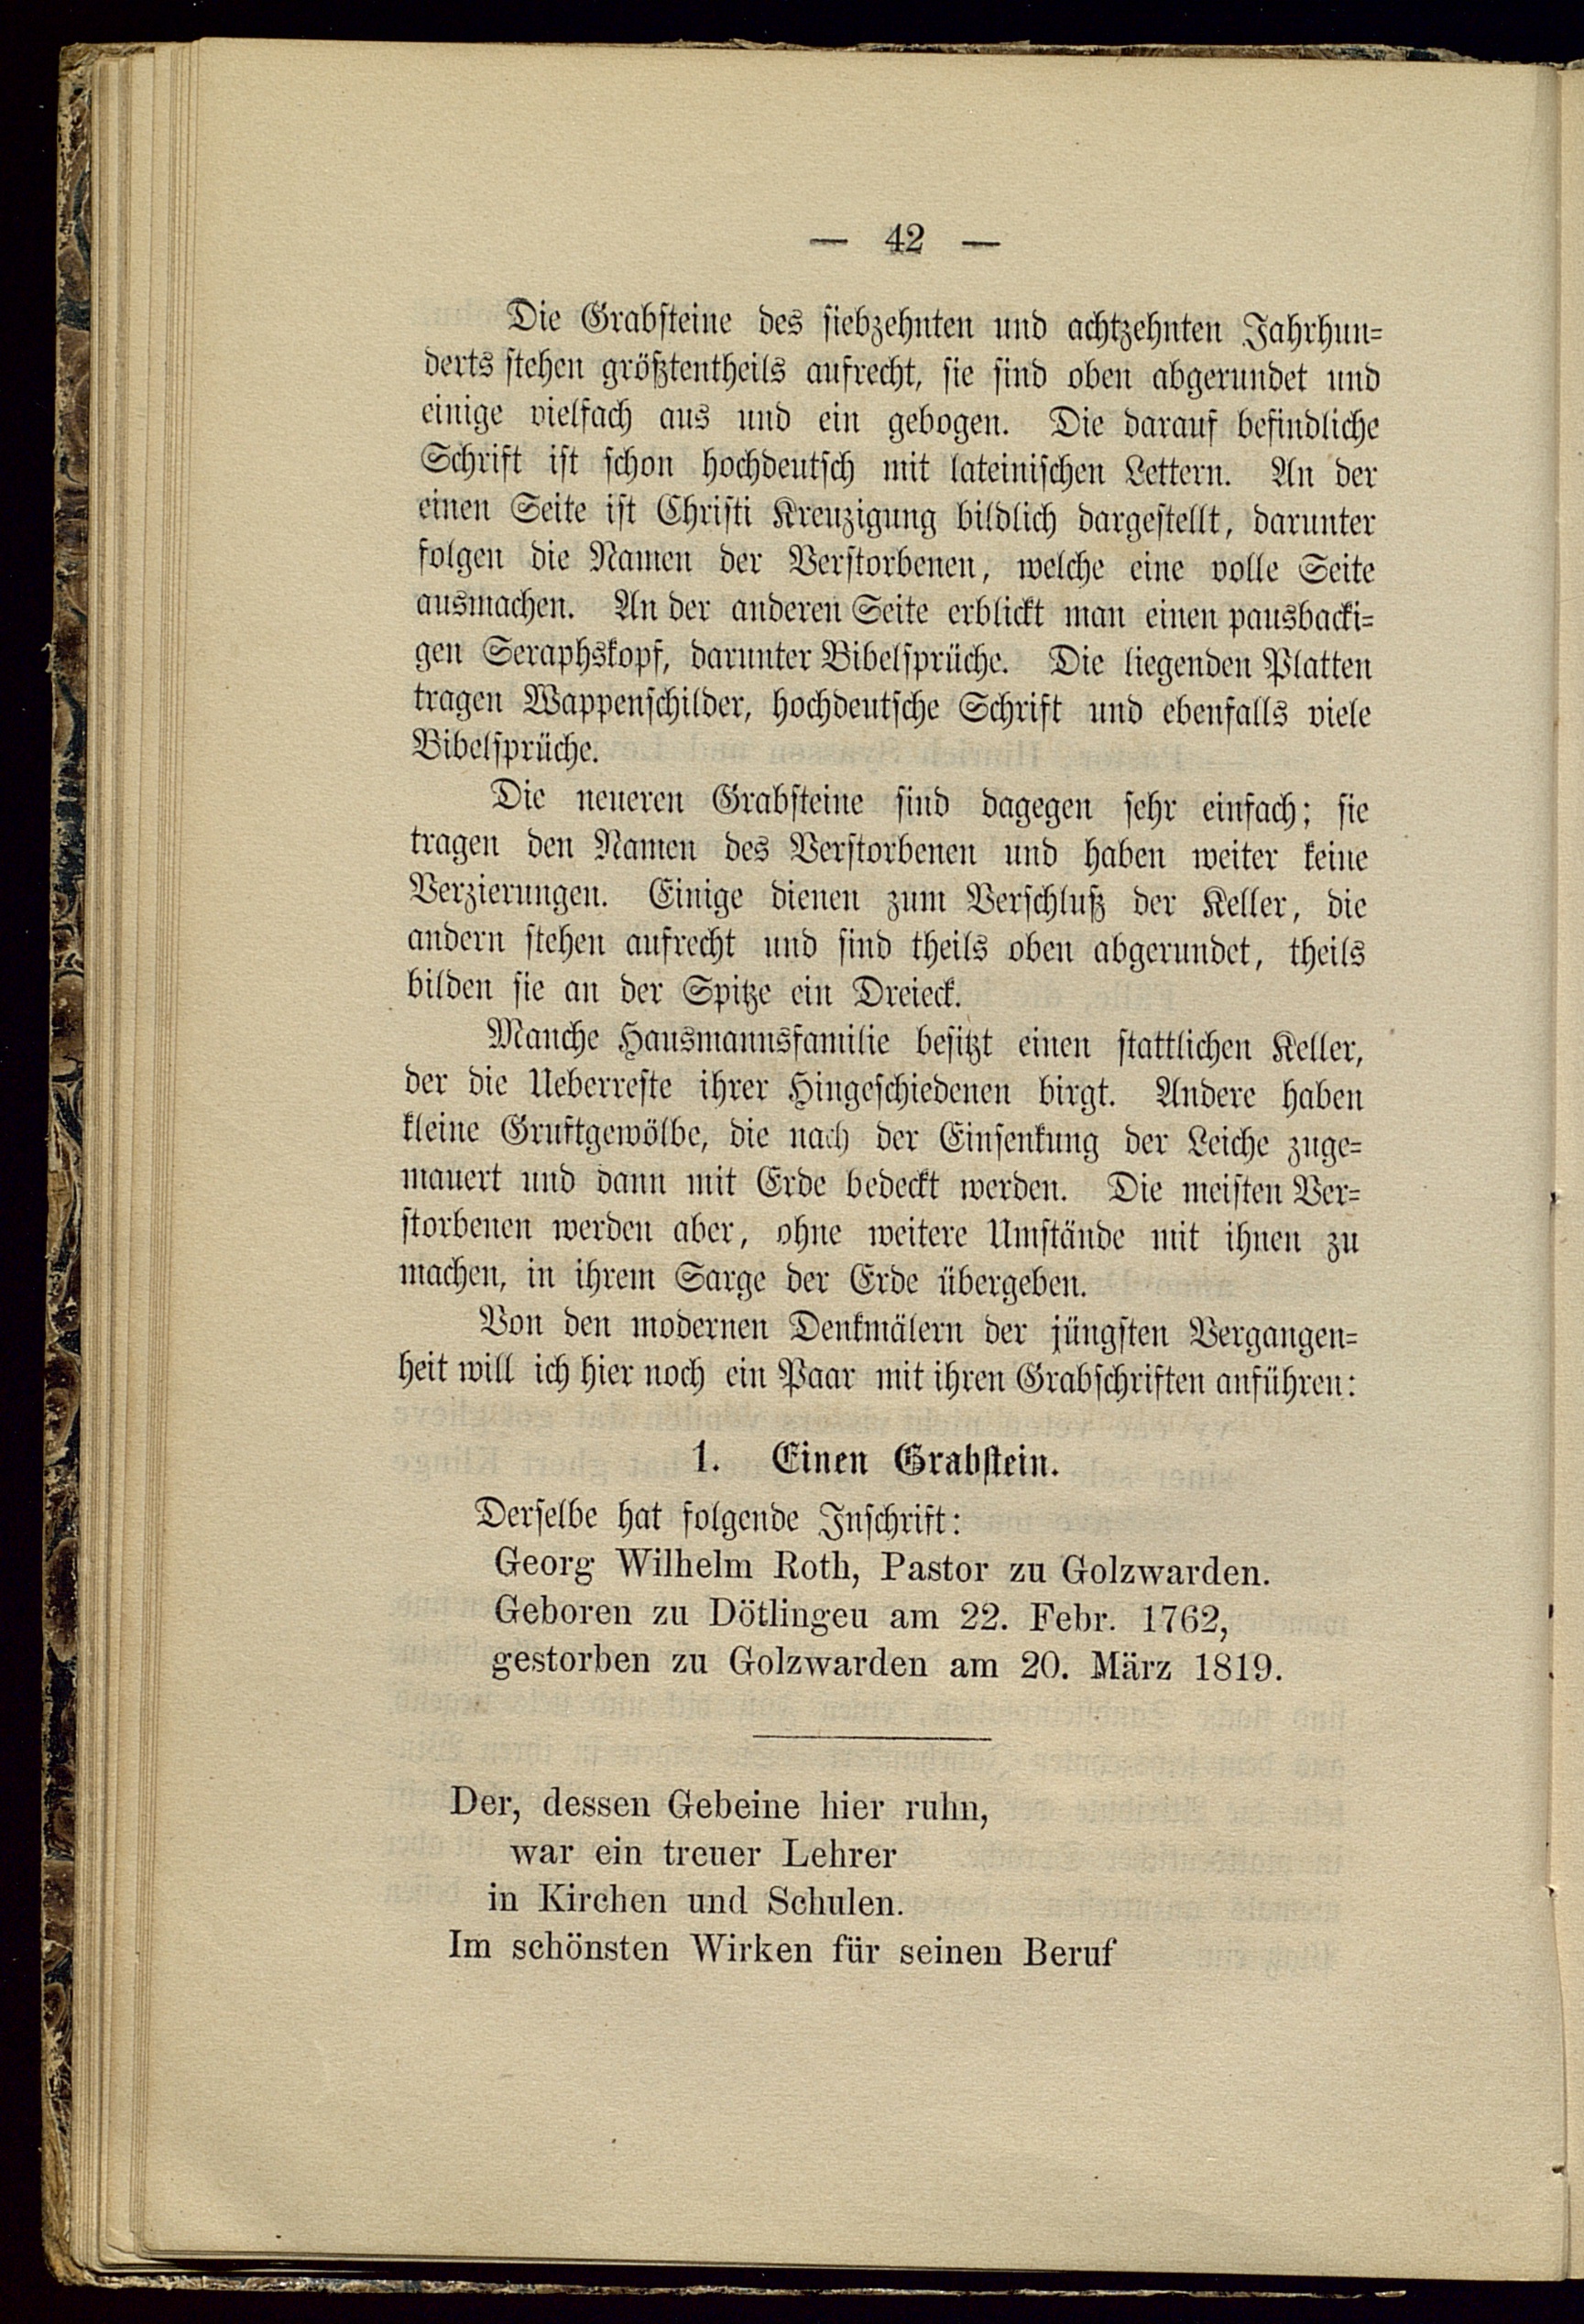 — 42 —
Die Grabsteine des siebzehnten und achtzehnten Jahrhun=
derts stehen größtentheils aufrecht, sie sind oben abgerundet und
einige vielfach aus und ein gebogen. Die darauf befindliche
Schrift ist schon hochdeutsch mit lateinischen Lettern. An der
einen Seite ist Christi Kreuzigung bildlich dargestellt, darunter
folgen die Namen der Verstorbenen, welche eine volle Seite
ausmachen. An der anderen Seite erblickt man einen pausbacki=
gen Seraphskopf, darunter Bibelsprüche. Die liegenden Platten
tragen Wappenschilder, hochdeutsche Schrift und ebenfalls viele
Bibelsprüche.
Die neueren Grabsteine sind dagegen sehr einfach; sie
tragen den Namen des Verstorbenen und haben weiter keine
Verzierungen. Einige dienen zum Verschluß der Keller, die
andern stehen aufrecht und sind theils oben abgerundet, theils
bilden sie an der Spitze ein Dreieck.
Manche Hausmannsfamilie besitzt einen stattlichen Keller,
der die Ueberreste ihrer Hingeschiedenen birgt. Andere haben
kleine Gruftgewölbe, die nach der Einsenkung der Leiche zuge=
mauert und dann mit Erde bedeckt werden. Die meisten Ver=
storbenen werden aber, ohne weitere Umstände mit ihnen zu
machen, in ihrem Sarge der Erde übergeben.
Von den modernen Denkmälern der jüngsten Vergangen=
heit will ich hier noch ein Paar mit ihren Grabschriften anführen:
1. Einen Grabstein.
Derselbe hat folgende Inschrift:
Georg Wilhelm Roth, Pastor zu Golzwarden.
Geboren zu Dötlingeu am 22. Febr. 1762,
gestorben zu Golzwarden am 20. März 1819.
Der, dessen Gebeine hier ruhn,
war ein treuer Lehrer
in Kirchen und Schulen.
Im schönsten Wirken für seinen Beruf